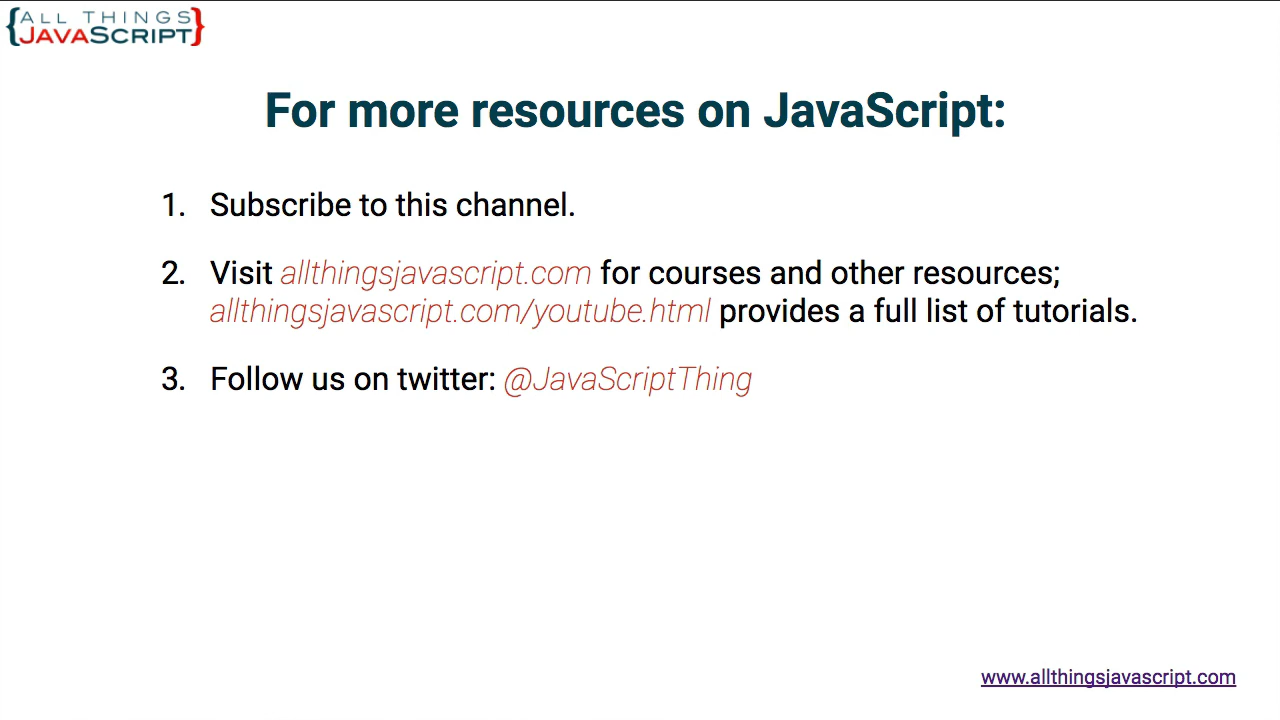 {ALL THINGS
JAVASCRIPT}
For more resources on JavaScript:
1. Subscribe to this channel.
2. Visit allthingsjavascript.com for courses and other resources;
allthingsjavascript.com/youtube.html provides a full list of tutorials.
3. Follow us on twitter: @JavaScriptThing
www.allthingsjavascript.com